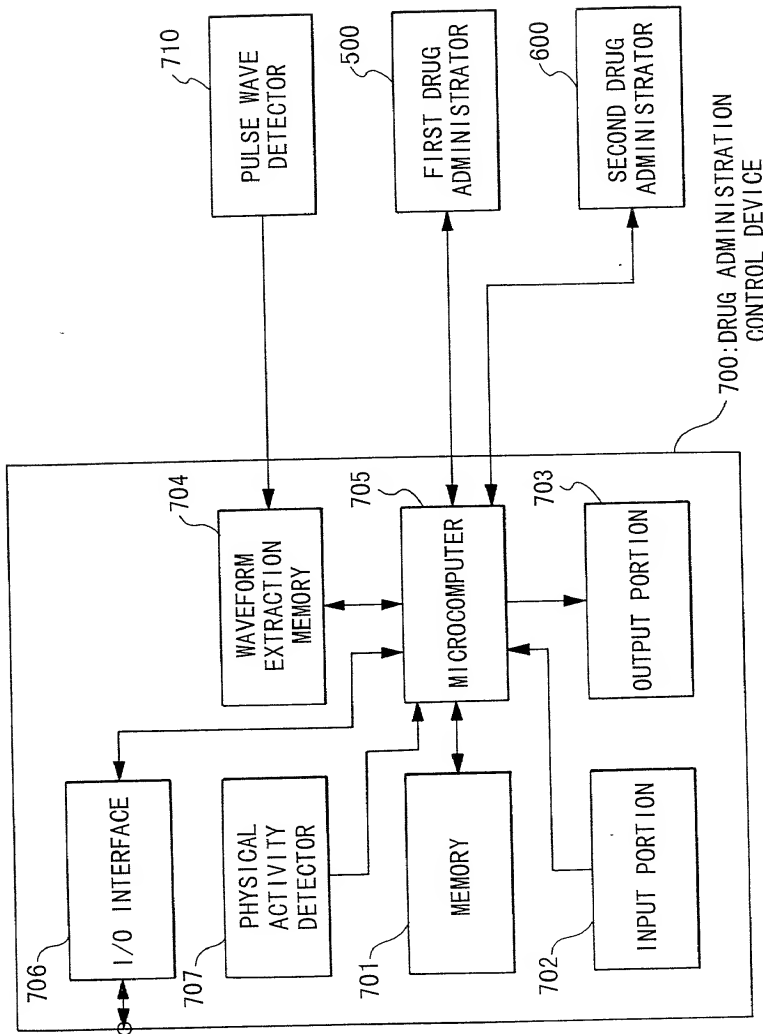 710
PULSE WAVE
DETECTOR
500
FIRST DRUG
ADMINISTRATOR
600
SECOND DRUG
ADMINISTRATOR
700:DRUG ADMINISTRATION
CONTROL DEVICE
704
WAVEFORM
EXTRACTION
MEMORY
705
MICROCOMPUTER
703
OUTPUT PORTION
706
I/O INTERFACE
707
PHYSICAL
ACTIVITY
DETECTOR
701
MEMORY
702
INPUT PORTION